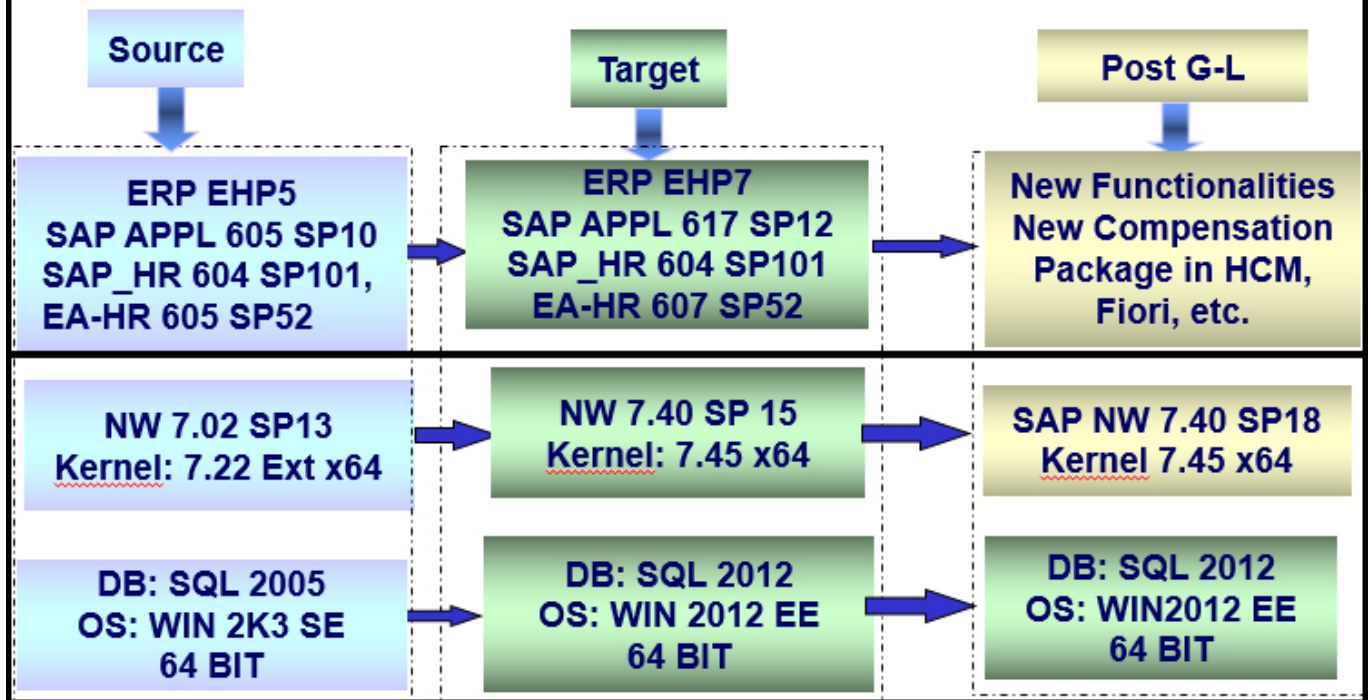 Source
Target
Post G-L
ERP EHP5
SAP APPL 605 SP10
SAP_HR 604 SP101,
EA-HR 605 SP52
ERP EHP7
SAP APPL 617 SP12
SAP_HR 604 SP101
EA-HR 607 SP52
New Functionalities
New Compensation
Package in HCM,
Fiori, etc.
NW 7.02 SP13
Kernel: 7.22 Ext x64
NW 7.40 SP 15
Kernel: 7.45 x64
SAP NW 7.40 SP18
Kernel 7.45 x64
DB: SQL 2005
OS: WIN 2K3 SE
64 BIT
DB: SQL 2012
OS: WIN 2012 EE
64 BIT
DB: SQL 2012
OS: WIN2012 EE
64 BIT